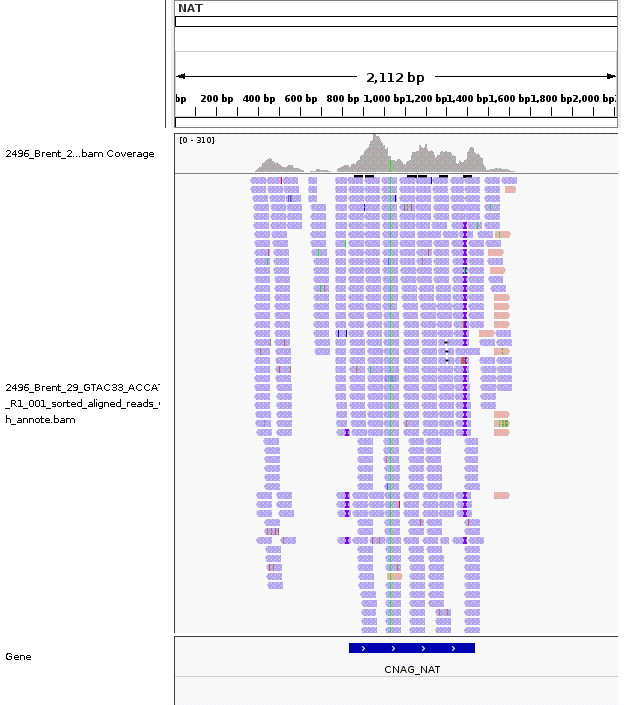 NAT
2,112 bp
bp 200 bp 400 bp 600 bp 800 bp 1,000 bp 1,200 bp 1,400 bp 1,600 bp 1,800 bp 2,000 bp
[0 - 310]
2496_Brent_2...bam Coverage
2496_Brent_29_GTAC33_ACCAT
_R1_001_sorted_aligned_reads_
h_annote.bam
Gene
CNAG_NAT